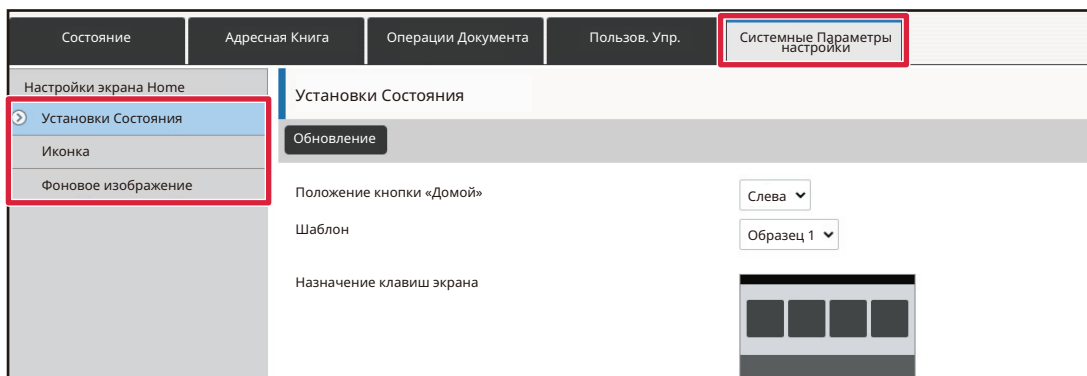 Состояние
Адресная Книга
Операции Документа
Пользов. Упр.
Системные Параметры
настройки
Настройки экрана Home
Установки Состояния
Иконка
Фоновое изображение
Установки Состояния
Обновление
Положение кнопки «Домой»
Слева
Шаблон
Образец 1
Назначение клавиш экрана